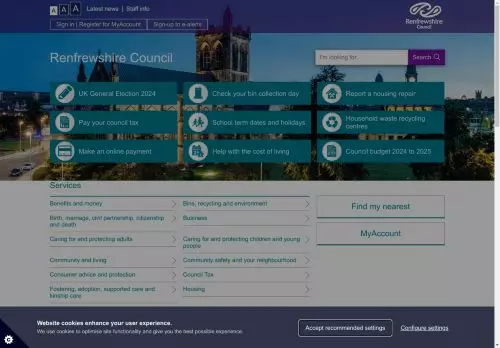 A A A Latest news | Staff info
Sign in | Register for MyAccount Sign-up to e-alerts
Renfrewshire
Council
Renfrewshire Council
I'm looking for.. Search
UK General Election 2024 Check your bin collection day Report a housing repair
Pay your council tax School term dates and holidays Household waste recycling
centres
Make an online payment Help with the cost of living Council budget 2024 to 2025
Services
Benefits and money Bins, recycling and environment
Birth, marriage, civil partnership, citizenship
and death
Business
Caring for and protecting adults Caring for and protecting children and young
people
Community and living Community safety and your neighbourhood
Consumer advice and protection Council Tax
Fostering, adoption, supported care and
kinship care
Housing
Find my nearest
MyAccount
Website cookies enhance your user experience.
We use cookies to optimise site functionality and give you the best possible experience.
Accept recommended settings Configure settings